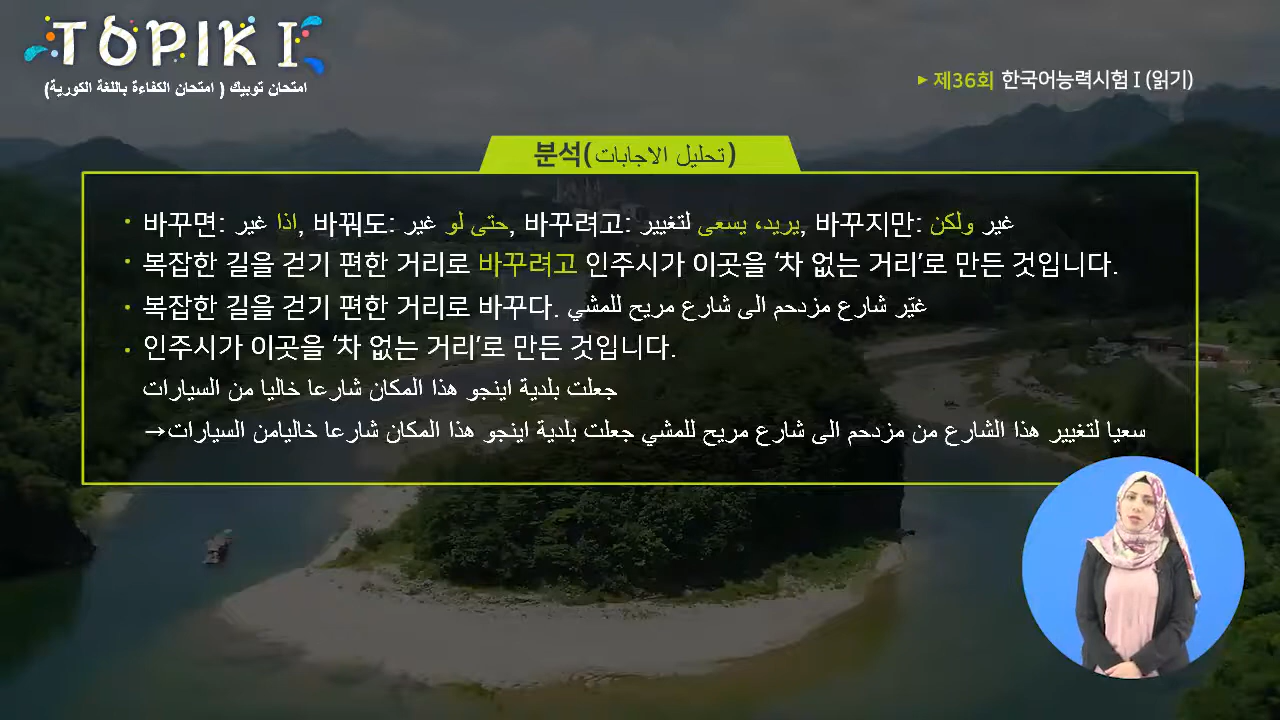 TOPIK I
امتحان توبيك ( امتحان الكفاءة باللغة الكورية)
▸ 제36회 한국어능력시험 I (읽기)
분석(تحليل الاجابات)
• 바꾸면: اذا غير, 바꿔도: حتى لو غير, 바꾸려고: يريد، يسعى لتغيير, 바꾸지만: غير ولكن
• 복잡한 길을 걷기 편한 거리로 바꾸려고 인주시가 이곳을 ‘차 없는 거리’로 만든 것입니다.
• 복잡한 길을 걷기 편한 거리로 바꾸다. غيّر شارع مزدحم الى شارع مريح للمشي
• 인주시가 이곳을 ‘차 없는 거리’로 만든 것입니다.
جعلت بلدية اينجو هذا المكان شارعا خاليا من السيارات
→سعيا لتغيير هذا الشارع من مزدحم الى شارع مريح للمشي جعلت بلدية اينجو هذا المكان شارعا خاليامن السيارات